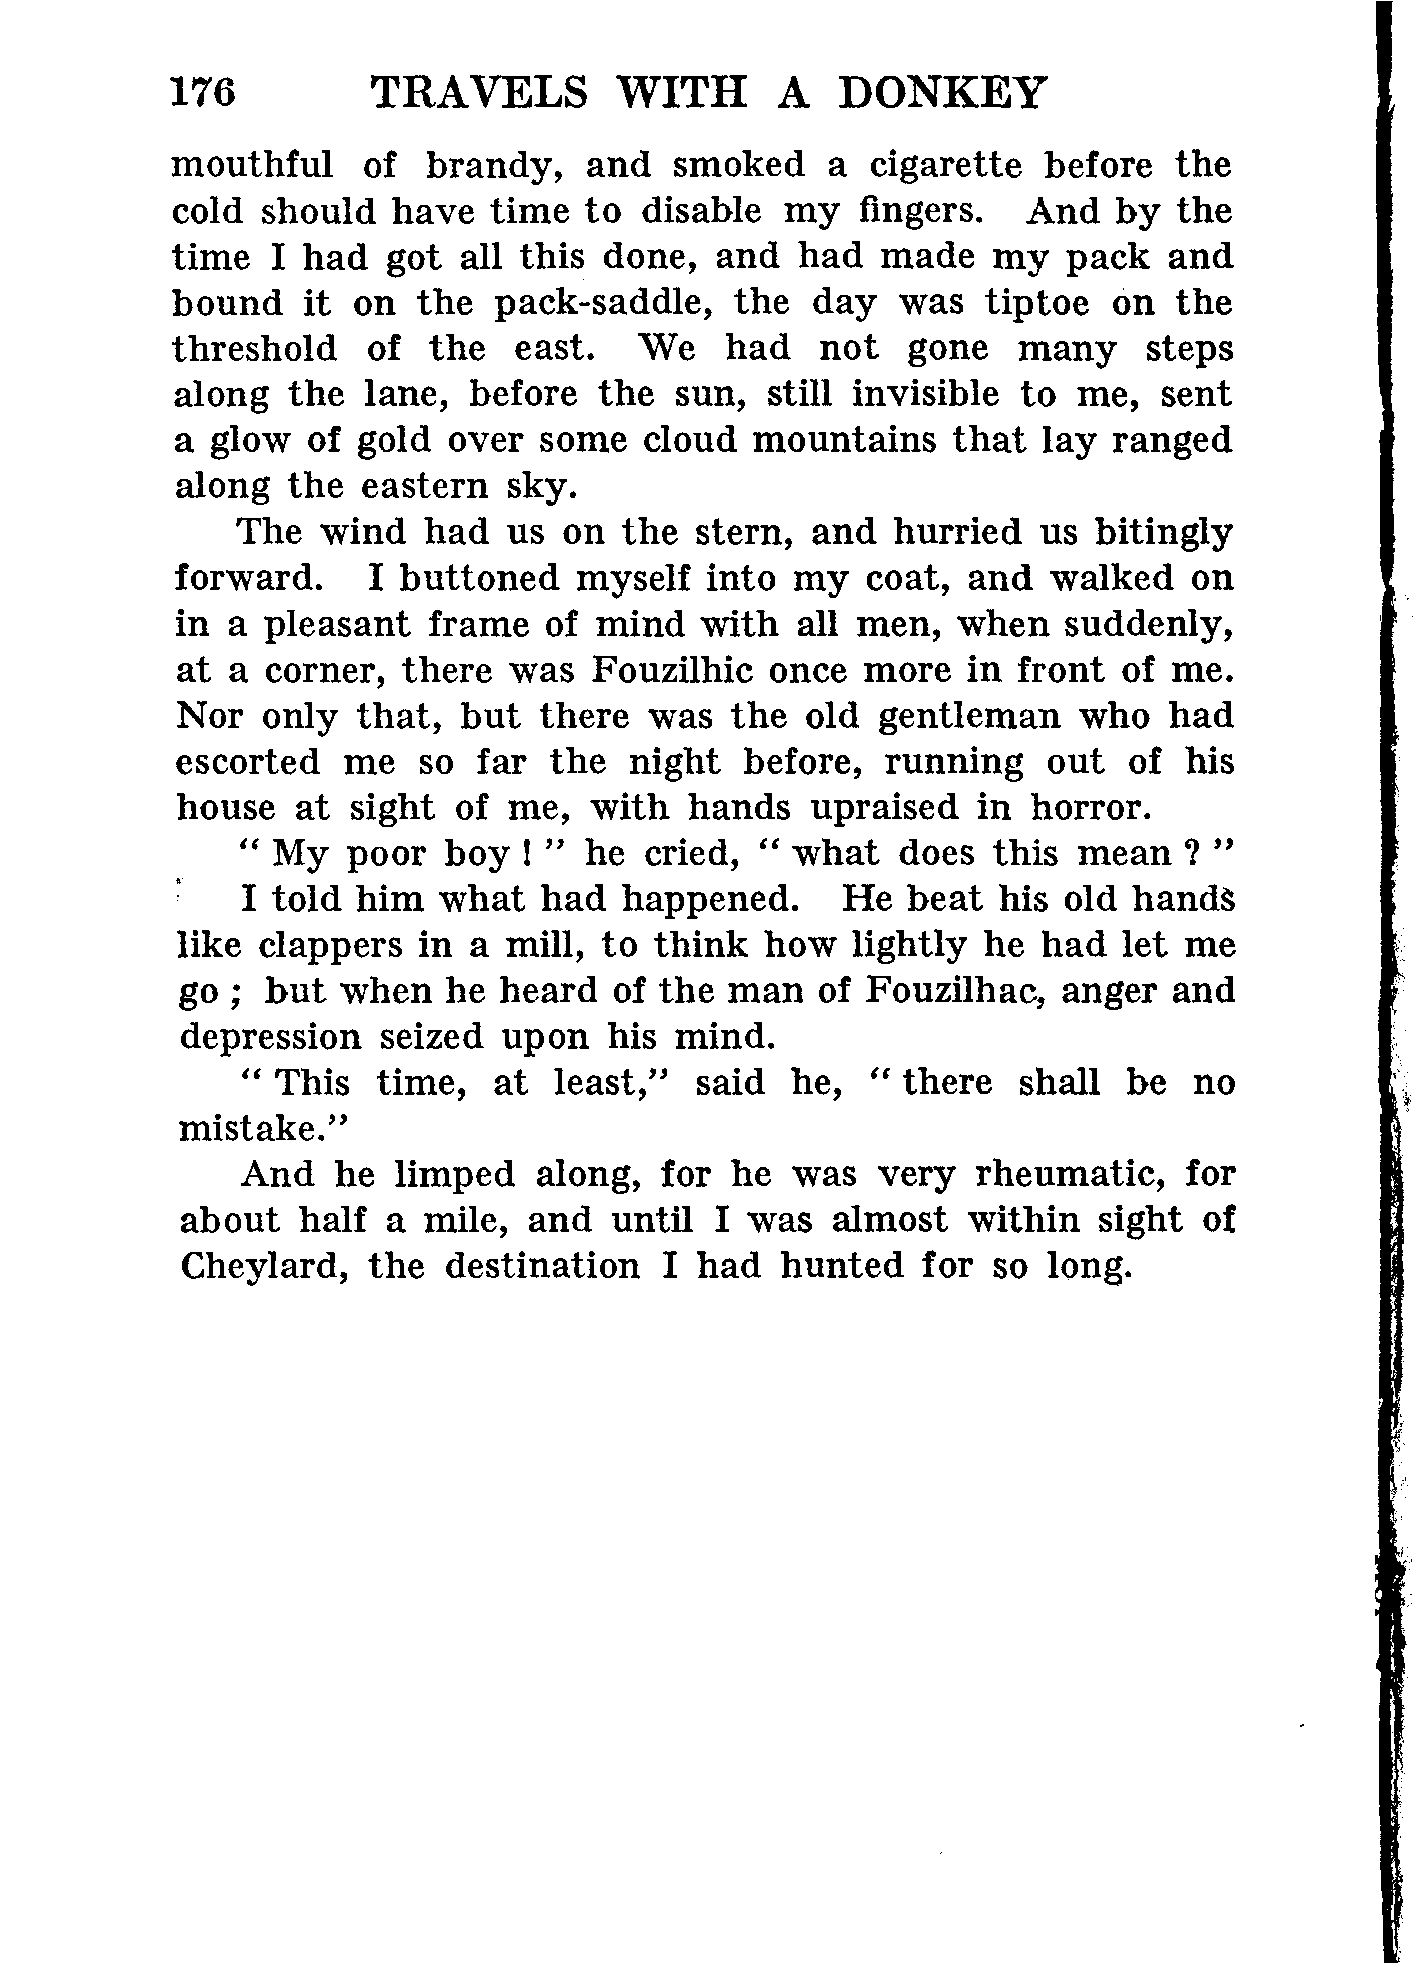 176 TRAVELS WITH A DONKEY
mouthful of brandy, and smoked a cigarette before the
cold should have time to disable my fingers. And by the
time I had got all this done, and had made my pack and
bound it on the pack-saddle, the day was tiptoe on the
threshold of the east. We had not gone many steps
along the lane, before the sun, still invisible to me, sent
a glow of gold over some cloud mountains that lay ranged
along the eastern sky.
The wind had us on the stern, and hurried us bitingly
forward. I buttoned myself into my coat, and walked on
in a pleasant frame of mind with all men, when suddenly,
at a corner, there was Fouzilhic once more in front of me.
Nor only that, but there was the old gentleman who had
escorted me so far the night before, running out of his
house at sight of me, with hands upraised in horror.
“ My poor boy ! ” he cried, “ what does this mean ? ”
I told him what had happened. He beat his old hands
like clappers in a mill, to think how lightly he had let me
go ; but when he heard of the man of Fouzilhac, anger and
depression seized upon his mind.
“ This time, at least,” said he, “ there shall be no
mistake.”
And he limped along, for he was very rheumatic, for
about half a mile, and until I was almost within sight of
Cheylard, the destination I had hunted for so long.